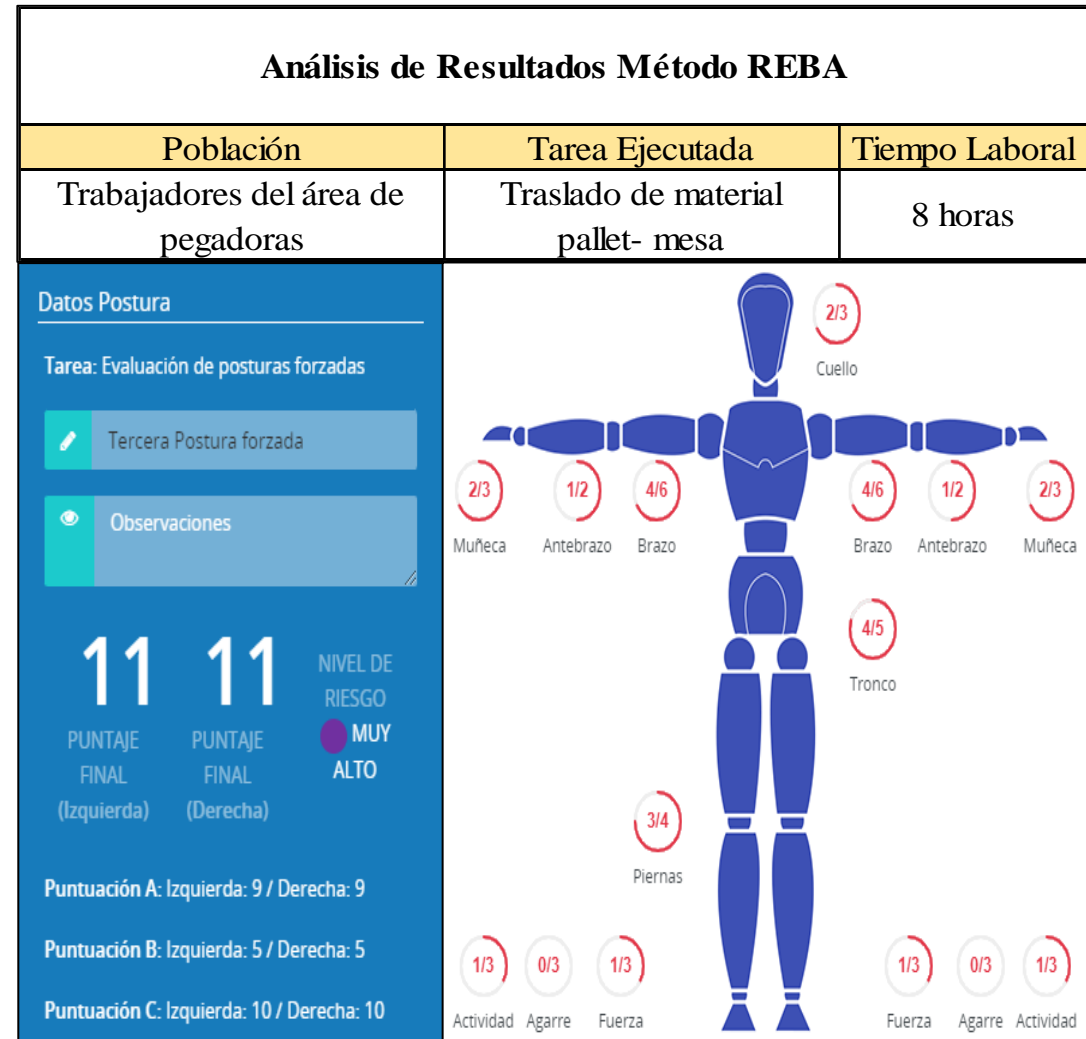 Análisis de Resultados Método REBA
Población Tarea Ejecutada Tiempo Laboral
Trabajadores del área de
pegadoras
Traslado de material
pallet- mesa
8 horas
Datos Postura
Tarea: Evaluación de posturas forzadas
Tercera Postura forzada
Observaciones
11 11
NIVEL DE
RIESGO
MUY
ALTO
PUNTAJE
FINAL
(Izquierda)
PUNTAJE
FINAL
(Derecha)
Puntuación A: Izquierda: 9 / Derecha: 9
Puntuación B: Izquierda: 5 / Derecha: 5
Puntuación C: Izquierda: 10 / Derecha: 10
2/3
Cuello
2/3 1/2 4/6 4/6 1/2 2/3
Muñeca Antebrazo Brazo Brazo Antebrazo Muñeca
4/5
Tronco
3/4
Piernas
1/3 0/3 1/3 1/3 0/3 1/3
Actividad Agarre Fuerza Fuerza Agarre Actividad